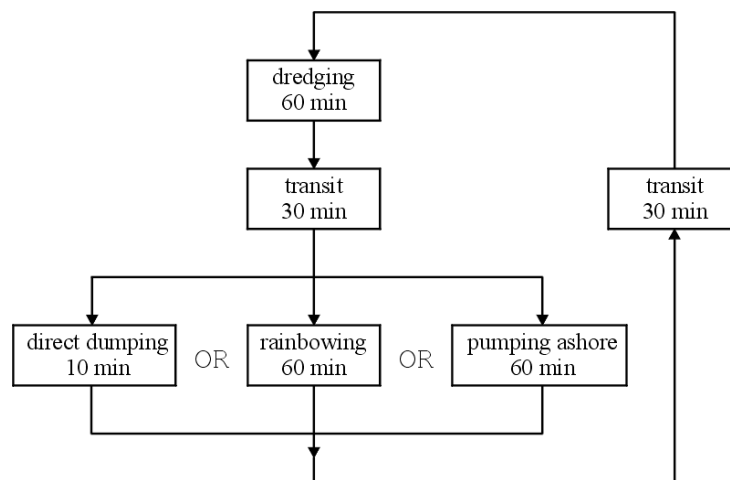 dredging
60 min
transit
30 min
transit
30 min
direct dumping
10 min
OR
rainbowing
60 min
OR
pumping ashore
60 min